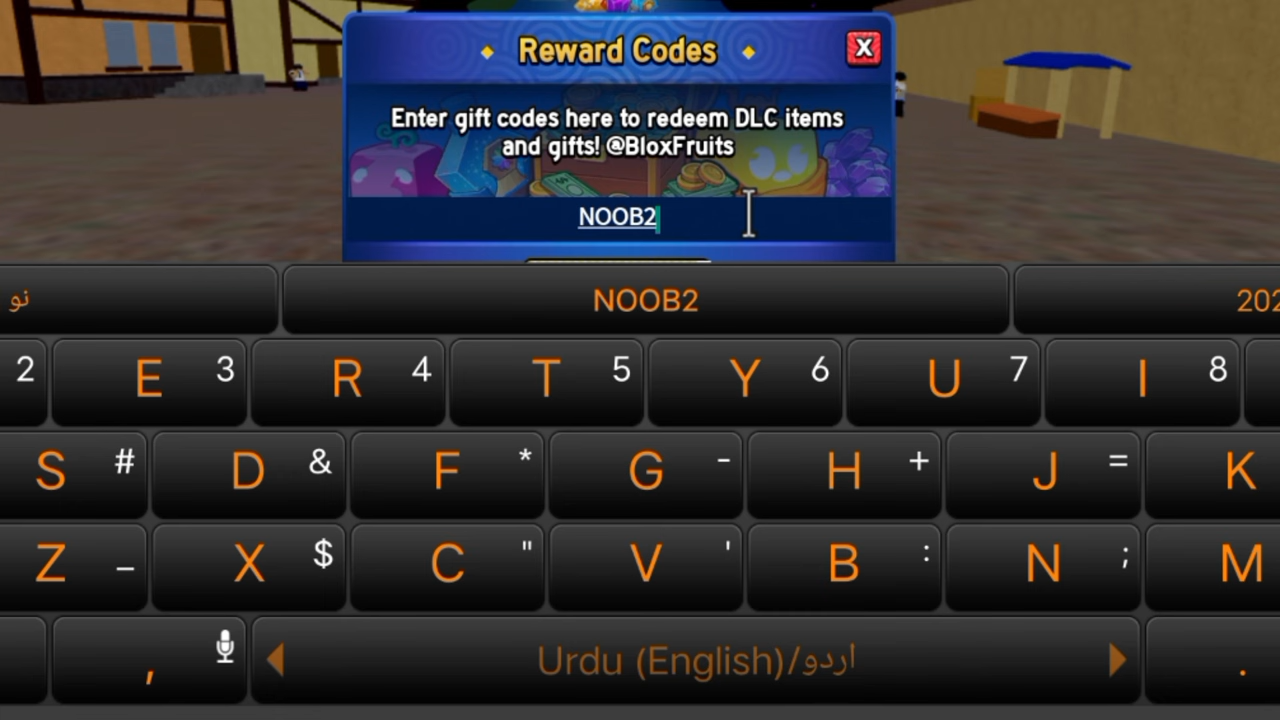 Reward Codes
X
Enter gift codes here to redeem DLC items
and gifts! @BloxFruits
NOOB2
نو
NOOB2
202
2 E 3 R 4 T 5 Y 6 U 7 I 8
S # D & F * G - H + J = K
Z _ X $ C " V ' B : N ; M
, Urdu (English)/اردو .